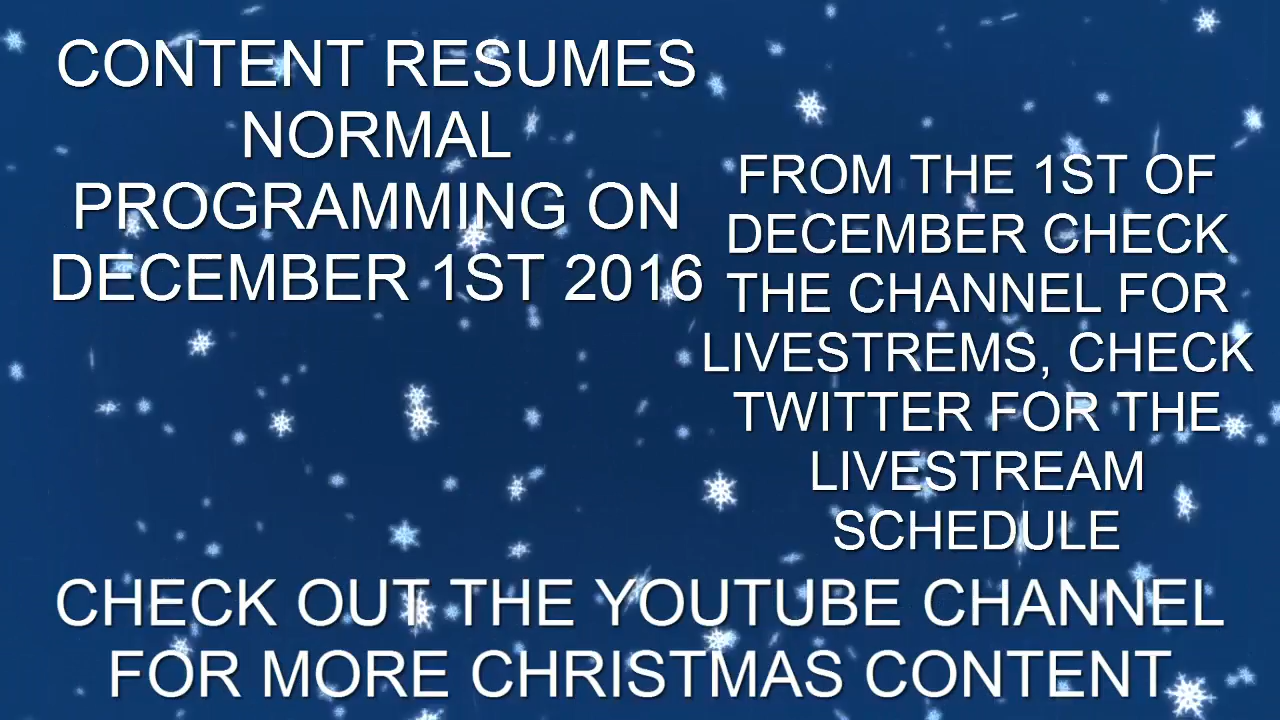 CONTENT RESUMES
NORMAL
PROGRAMMING ON
DECEMBER 1ST 2016
FROM THE 1ST OF
DECEMBER CHECK
THE CHANNEL FOR
LIVESTREMS, CHECK
TWITTER FOR THE
LIVESTREAM
SCHEDULE
CHECK OUT THE YOUTUBE CHANNEL
FOR MORE CHRISTMAS CONTENT